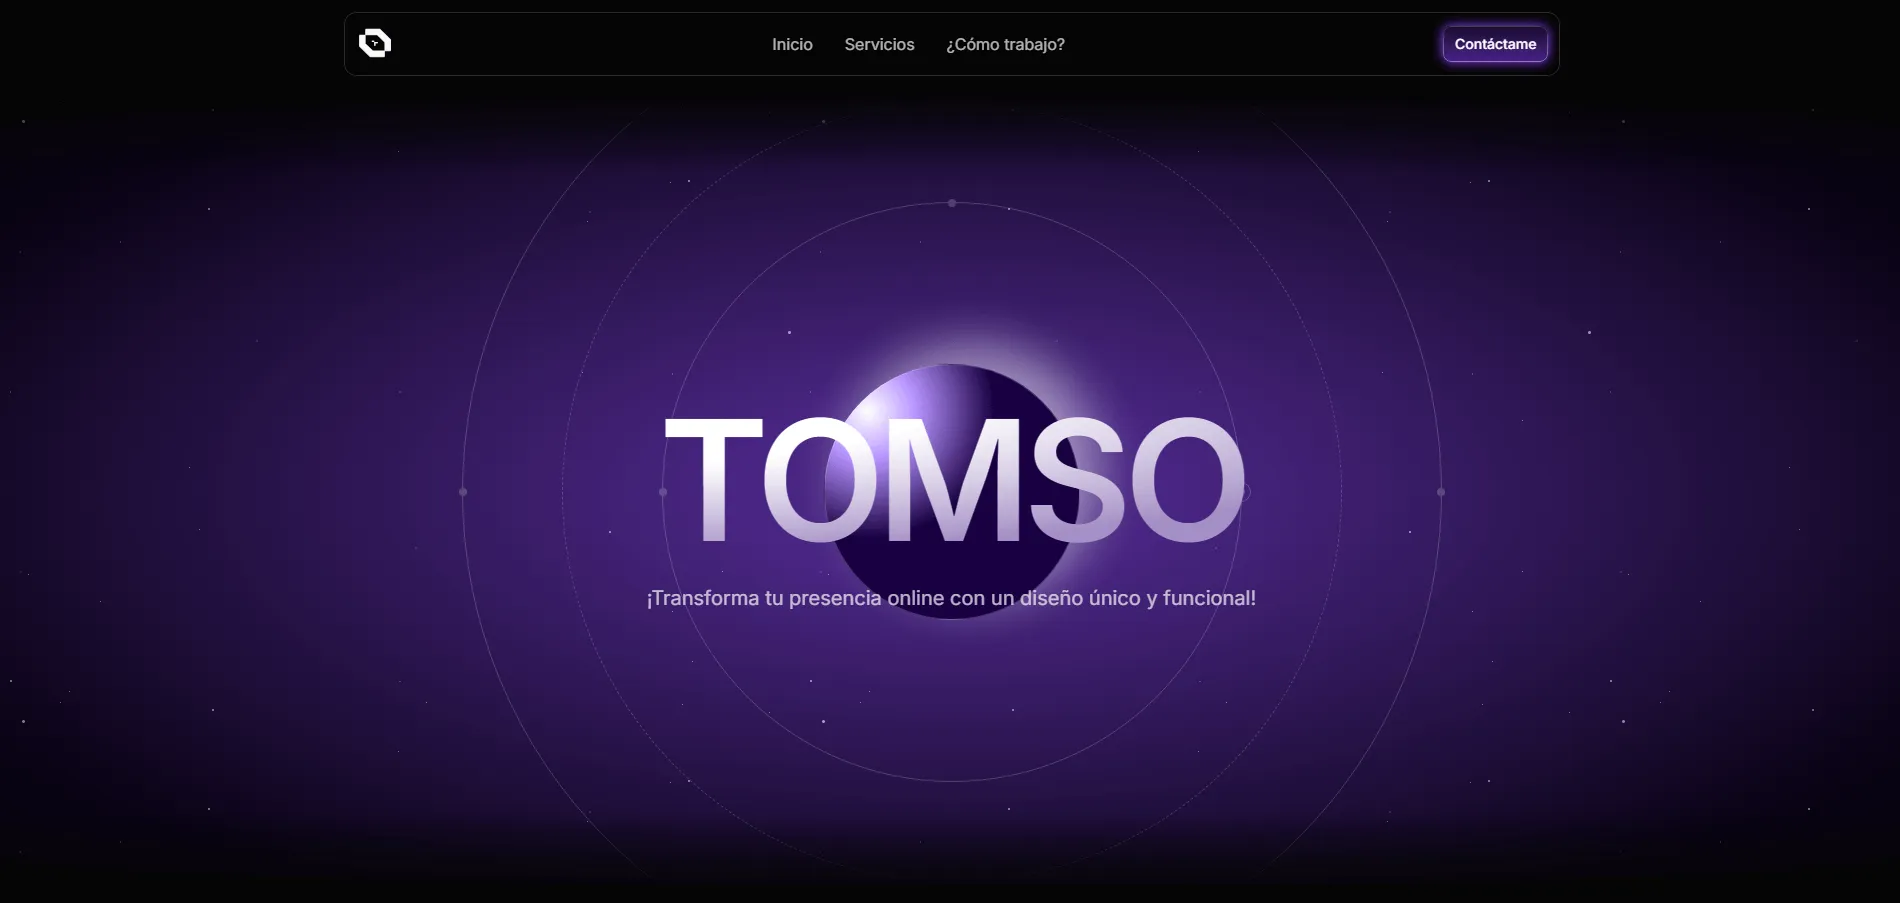 Inicio Servicios ¿Cómo trabajo? Contáctame
TOMSO
¡Transforma tu presencia online con un diseño único y funcional!